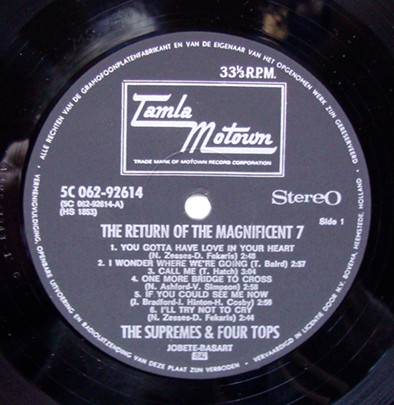 · ALLE RECHTEN VAN DE GRAMOFOONPLATENFABRIKANT EN VAN DE EIGENAAR VAN HET OPGENOMEN WERK ZIJN GERESERVEERD ·
33⅓ R.P.M.
Tamla
Motown
TRADE MARK OF MOTOWN RECORD CORPORATION
5C 062-92614
(5C 062-92614-A)
(HS 1853)
StereO
Side 1
THE RETURN OF THE MAGNIFICENT 7
1. YOU GOTTA HAVE LOVE IN YOUR HEART
(N. Zesses-D. Fekaris) 2:48
2. I WONDER WHERE WE'RE GOING (T. Baird) 2:57
3. CALL ME (T. Hatch) 3:04
4. ONE MORE BRIDGE TO CROSS
(N. Ashford-V. Simpson) 2:58
5. IF YOU COULD SEE ME NOW
(J. Bradford-I. Hinton-H. Cosby) 2:59
6. I'LL TRY NOT TO CRY
(N. Zesses-D. Fekaris) 2:44
THE SUPREMES & FOUR TOPS
JOBETE-BASART
VERMENIGVULDIGING, OPENBARE UITVOERING EN RADIOUITZENDING VAN DEZE PLAAT ZIJN VERBODEN ·
VERVAARDIGD IN LICENTIE DOOR N.V. BOVEMA, HEEMSTEDE, HOLLAND